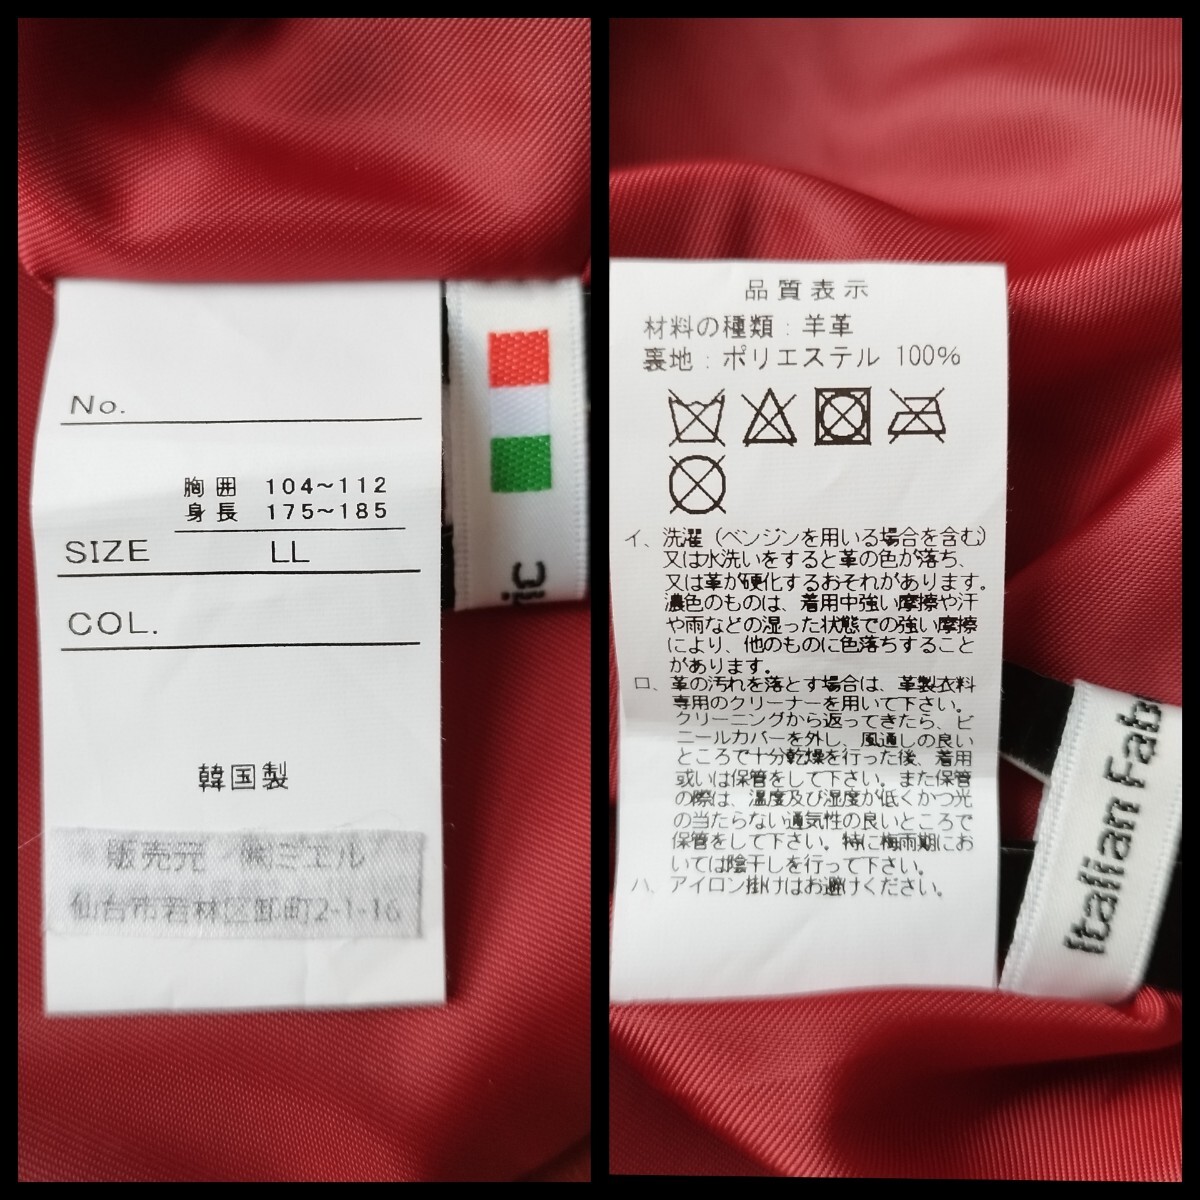 No.
胸囲 104~112
身長 175~185
SIZE LL
COL.
韓国製
販売元 ㈱ミエル
仙台市若林区卸町2-1-16
品質表示
材料の種類:羊革
裏地:ポリエステル 100%
イ、洗濯(ベンジンを用いる場合を含む)
又は水洗いをすると革の色が落ち、
又は革が硬化するおそれがあります。
濃色のものは、着用中強い摩擦や汗
や雨などの湿った状態での強い摩擦
により、他のものに色落ちすること
があります。
ロ、革の汚れを落とす場合は、革製衣料
専用のクリーナーを用いて下さい。
クリーニングから返ってきたら、ビ
ニールカバーを外し、風通しの良い
ところで十分乾燥を行った後、着用
或いは保管をして下さい。また保管
の際は、温度及び湿度が低くかつ光
の当たらない通気性の良いところで
保管をして下さい。特に梅雨期にお
いては陰干しを行って下さい。
ハ、アイロン掛けはお避けください。
Italian Fab